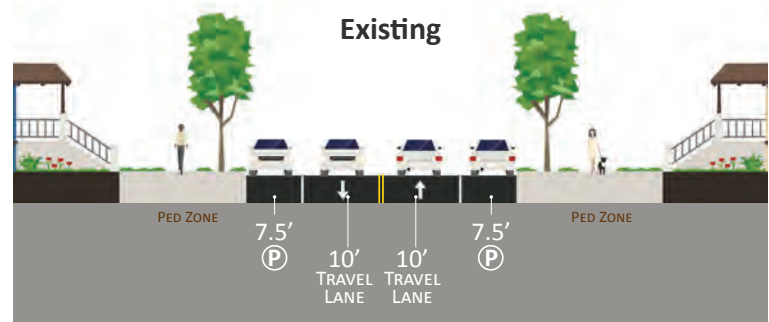 Existing
PED ZONE
PED ZONE
7.5’
P
10’
TRAVEL
LANE
10’
TRAVEL
LANE
7.5’
P